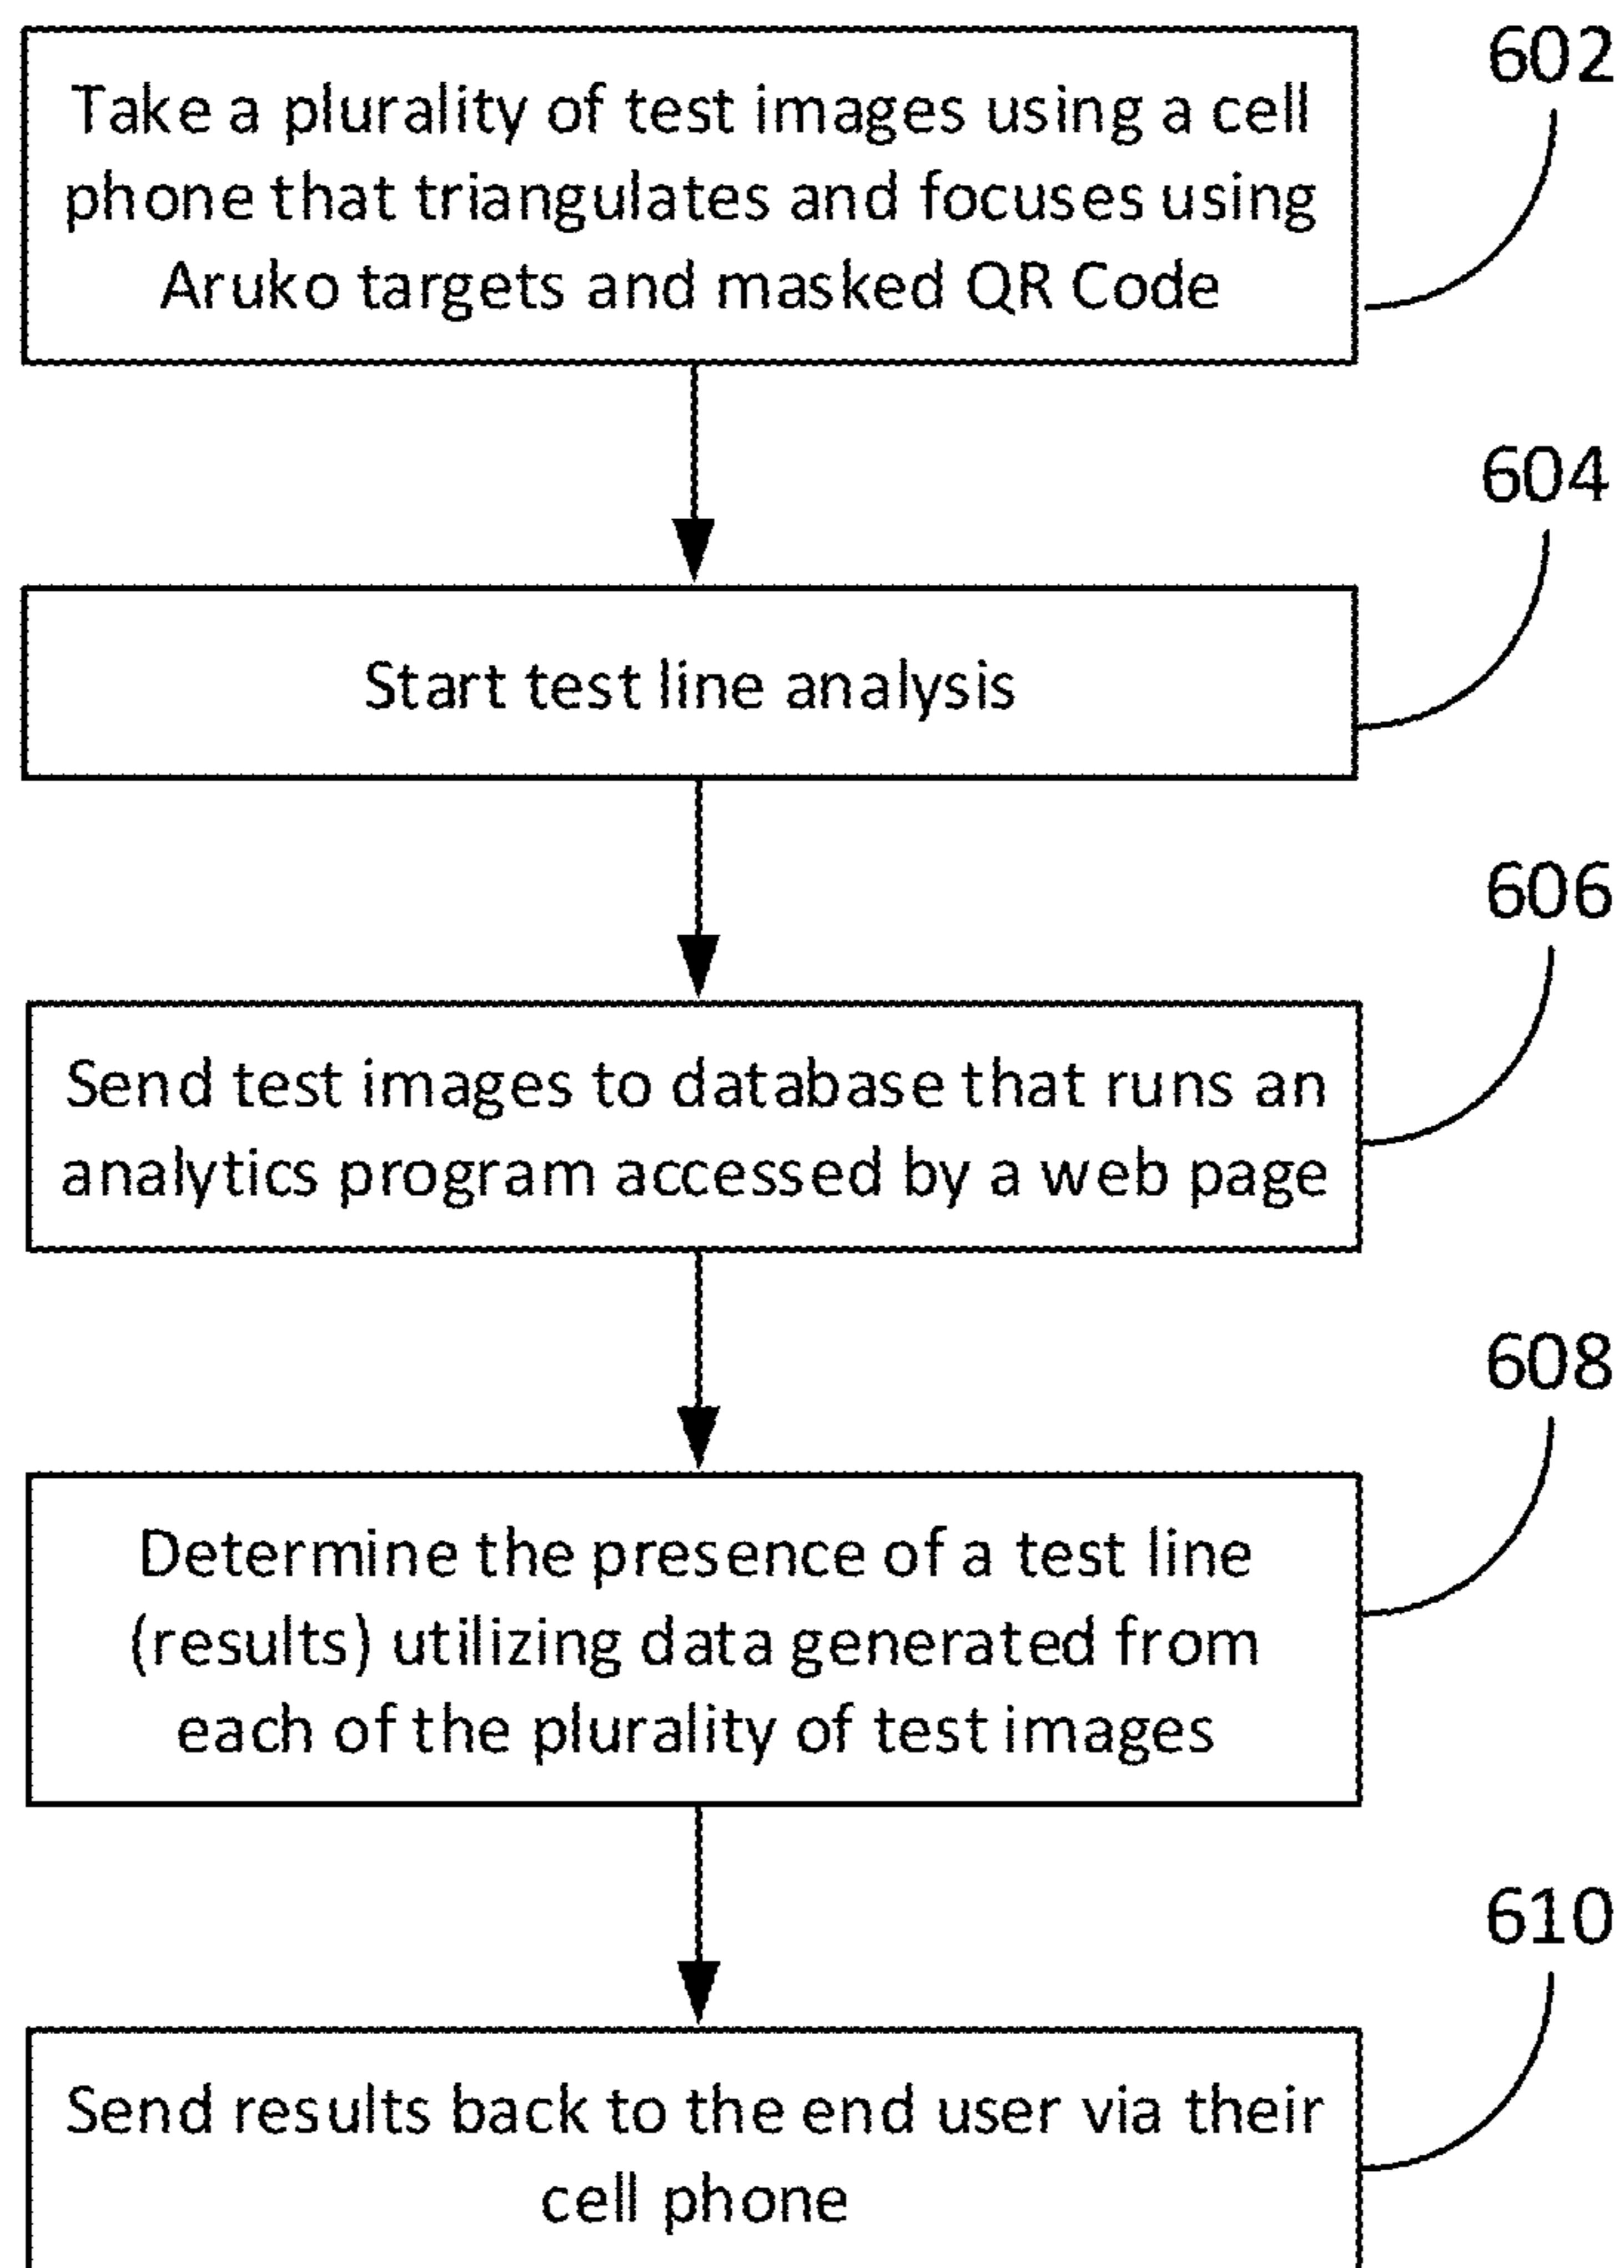 602
Take a plurality of test images using a cell
phone that triangulates and focuses using
Aruko targets and masked QR Code
604
Start test line analysis
606
Send test images to database that runs an
analytics program accessed by a web page
608
Determine the presence of a test line
(results) utilizing data generated from
each of the plurality of test images
610
Send results back to the end user via their
cell phone